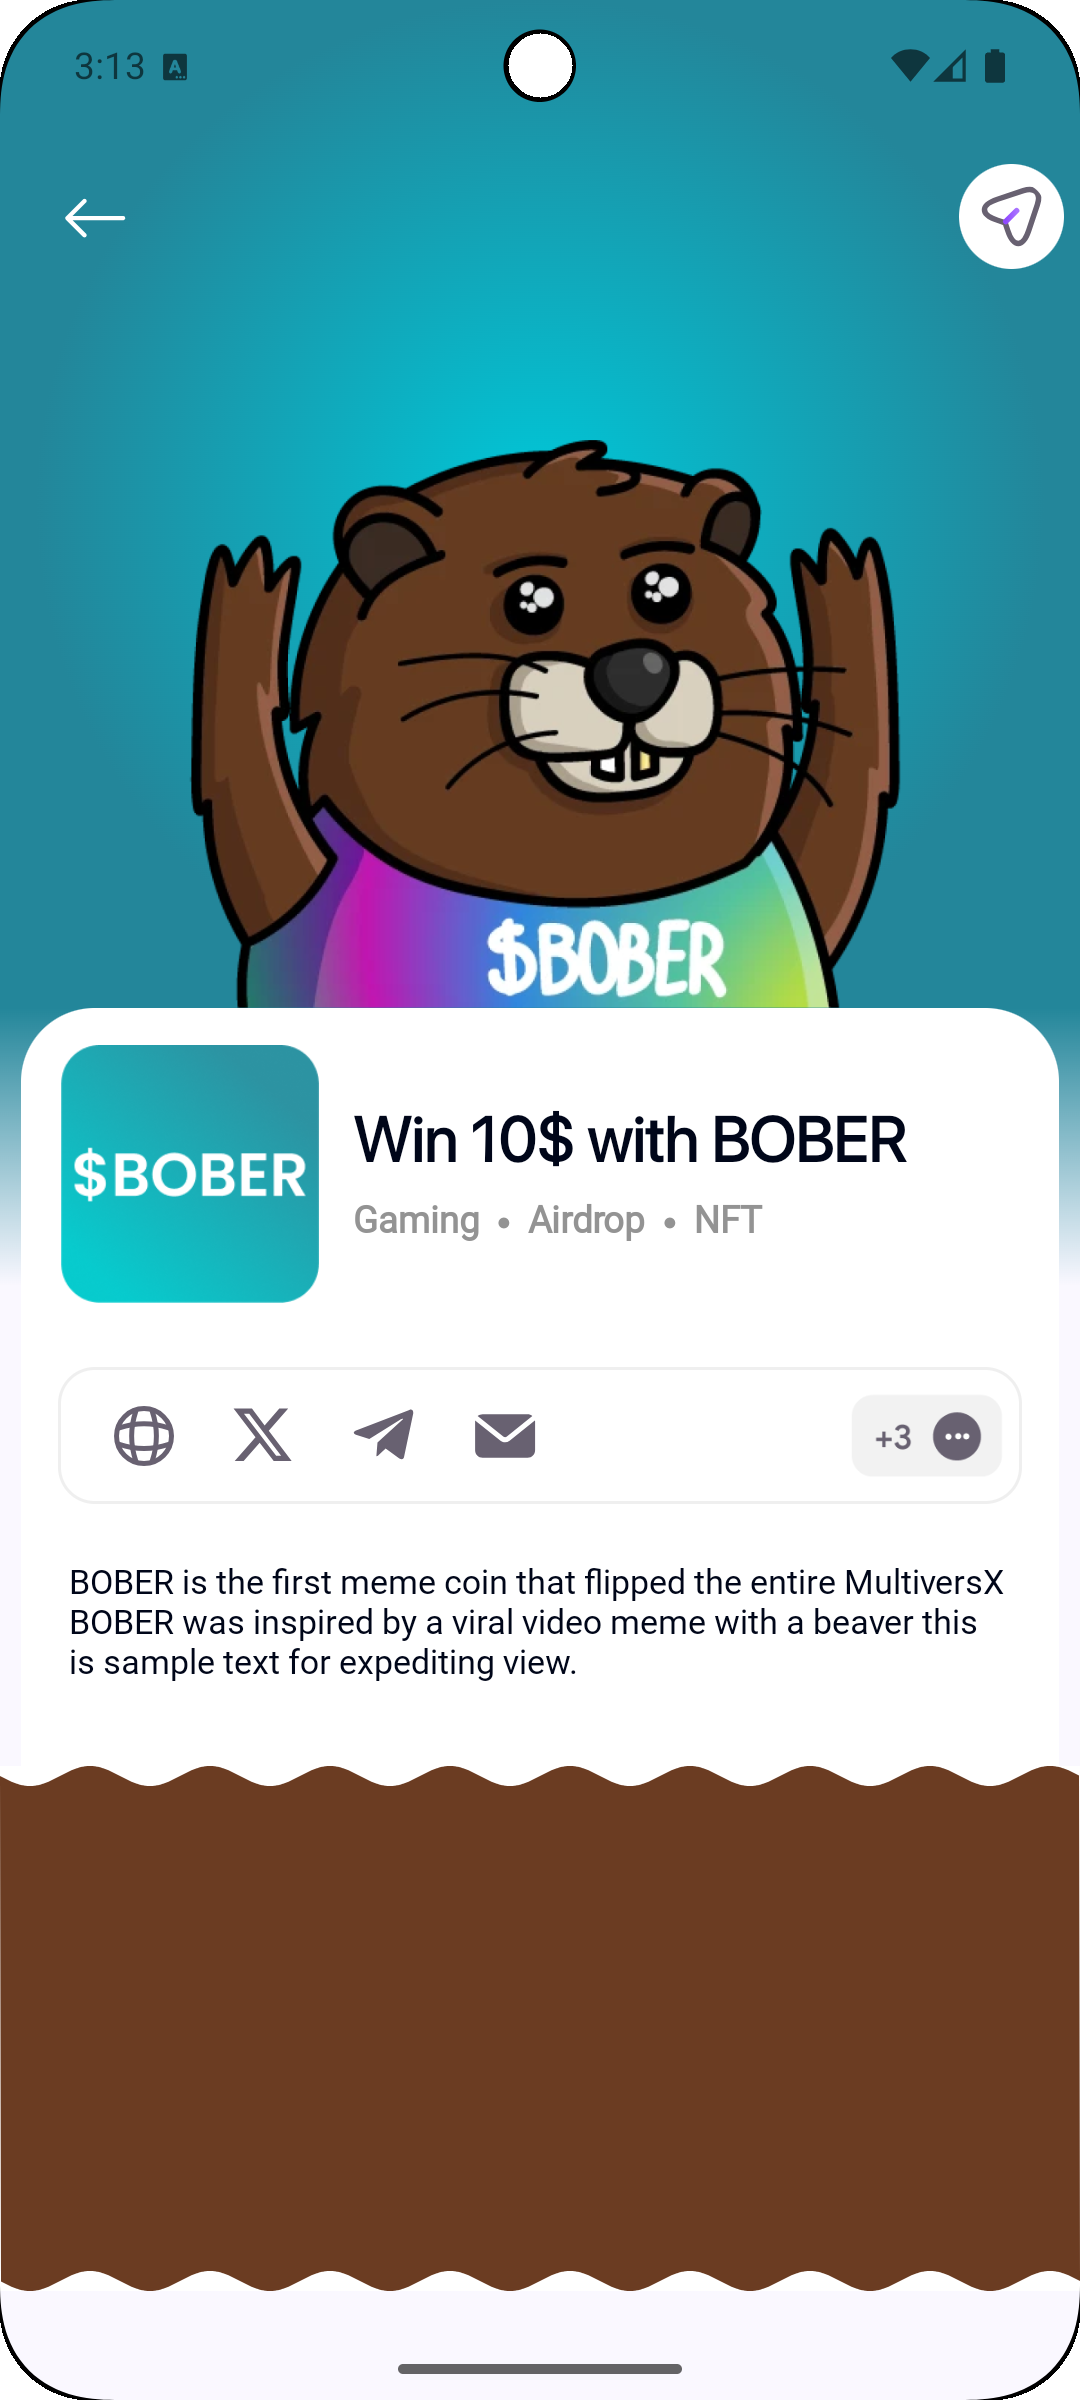 3:13
A
$BOBER
$BOBER
Win 10$ with BOBER
Gaming • Airdrop • NFT
+3
BOBER is the first meme coin that flipped the entire MultiversX
BOBER was inspired by a viral video meme with a beaver this
is sample text for expediting view.